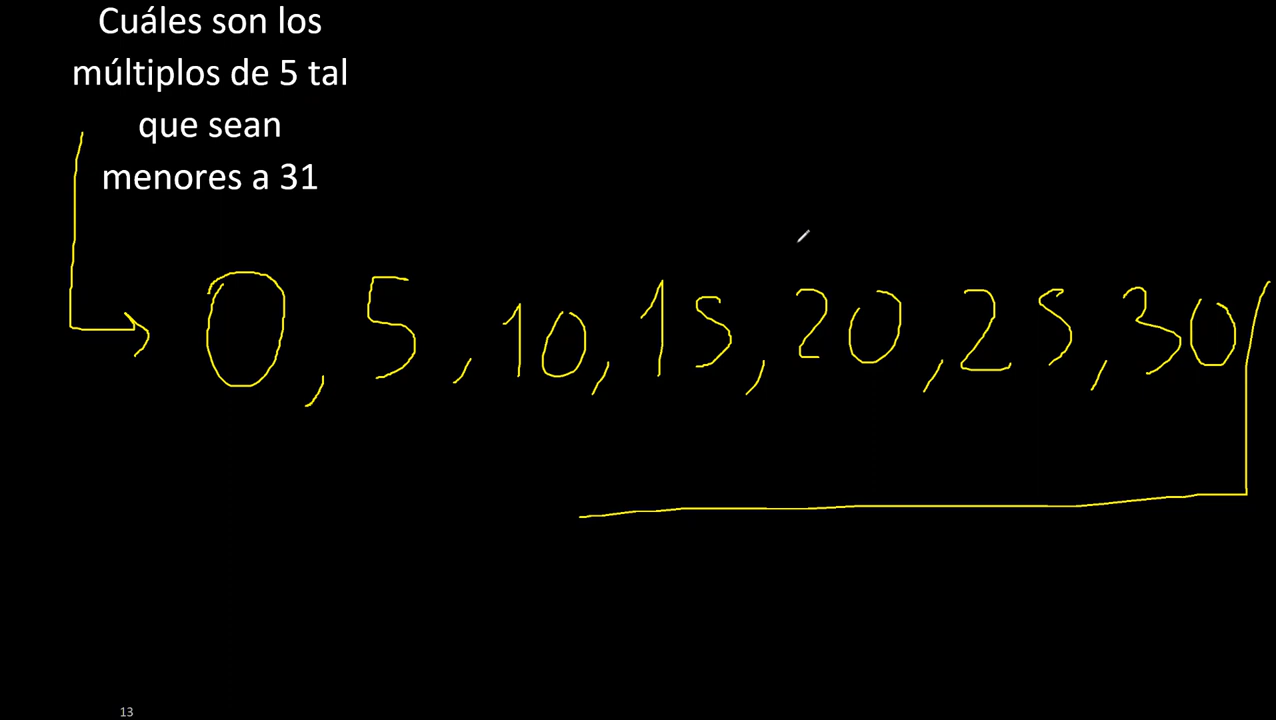 Cuáles son los
múltiplos de 5 tal
que sean
menores a 31
0, 5, 10, 15, 20, 25, 30
13